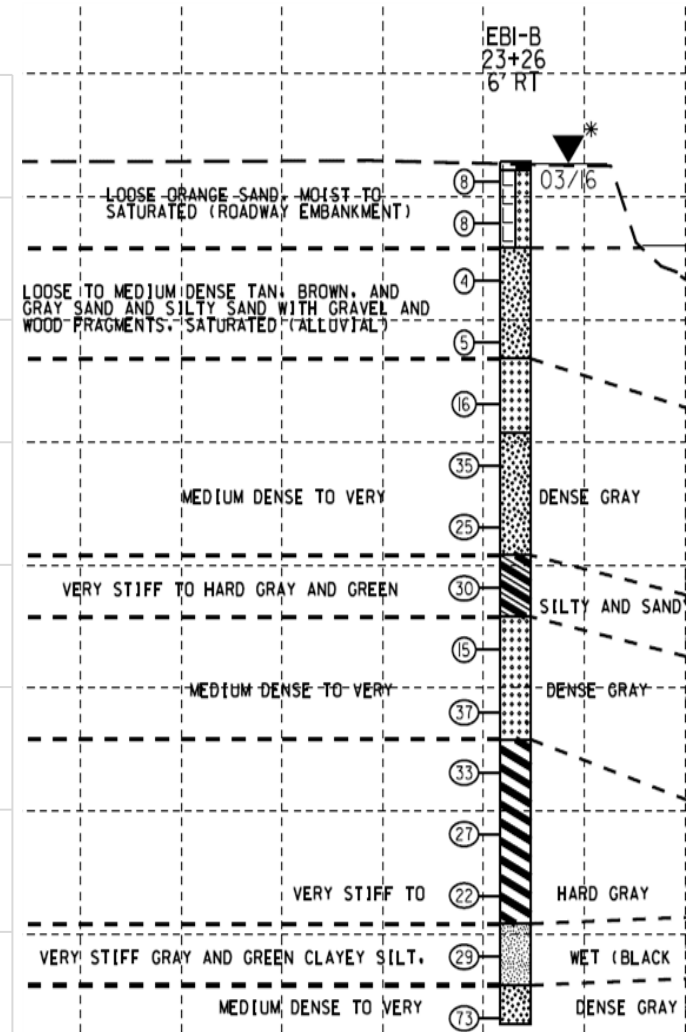 EB1-B
23+26
6' RT
*
03/16
8
LOOSE ORANGE SAND, MOIST TO
SATURATED (ROADWAY EMBANKMENT)
8
4
LOOSE TO MEDIUM DENSE TAN, BROWN, AND
GRAY SAND AND SILTY SAND WITH GRAVEL AND
WOOD FRAGMENTS, SATURATED (ALLUVIAL)
5
16
35
MEDIUM DENSE TO VERY DENSE GRAY
25
VERY STIFF TO HARD GRAY AND GREEN 30
SILTY AND SAND
15
MEDIUM DENSE TO VERY DENSE GRAY
37
33
27
VERY STIFF TO 22 HARD GRAY
VERY STIFF GRAY AND GREEN CLAYEY SILT, 29 WET (BLACK
MEDIUM DENSE TO VERY 73 DENSE GRAY